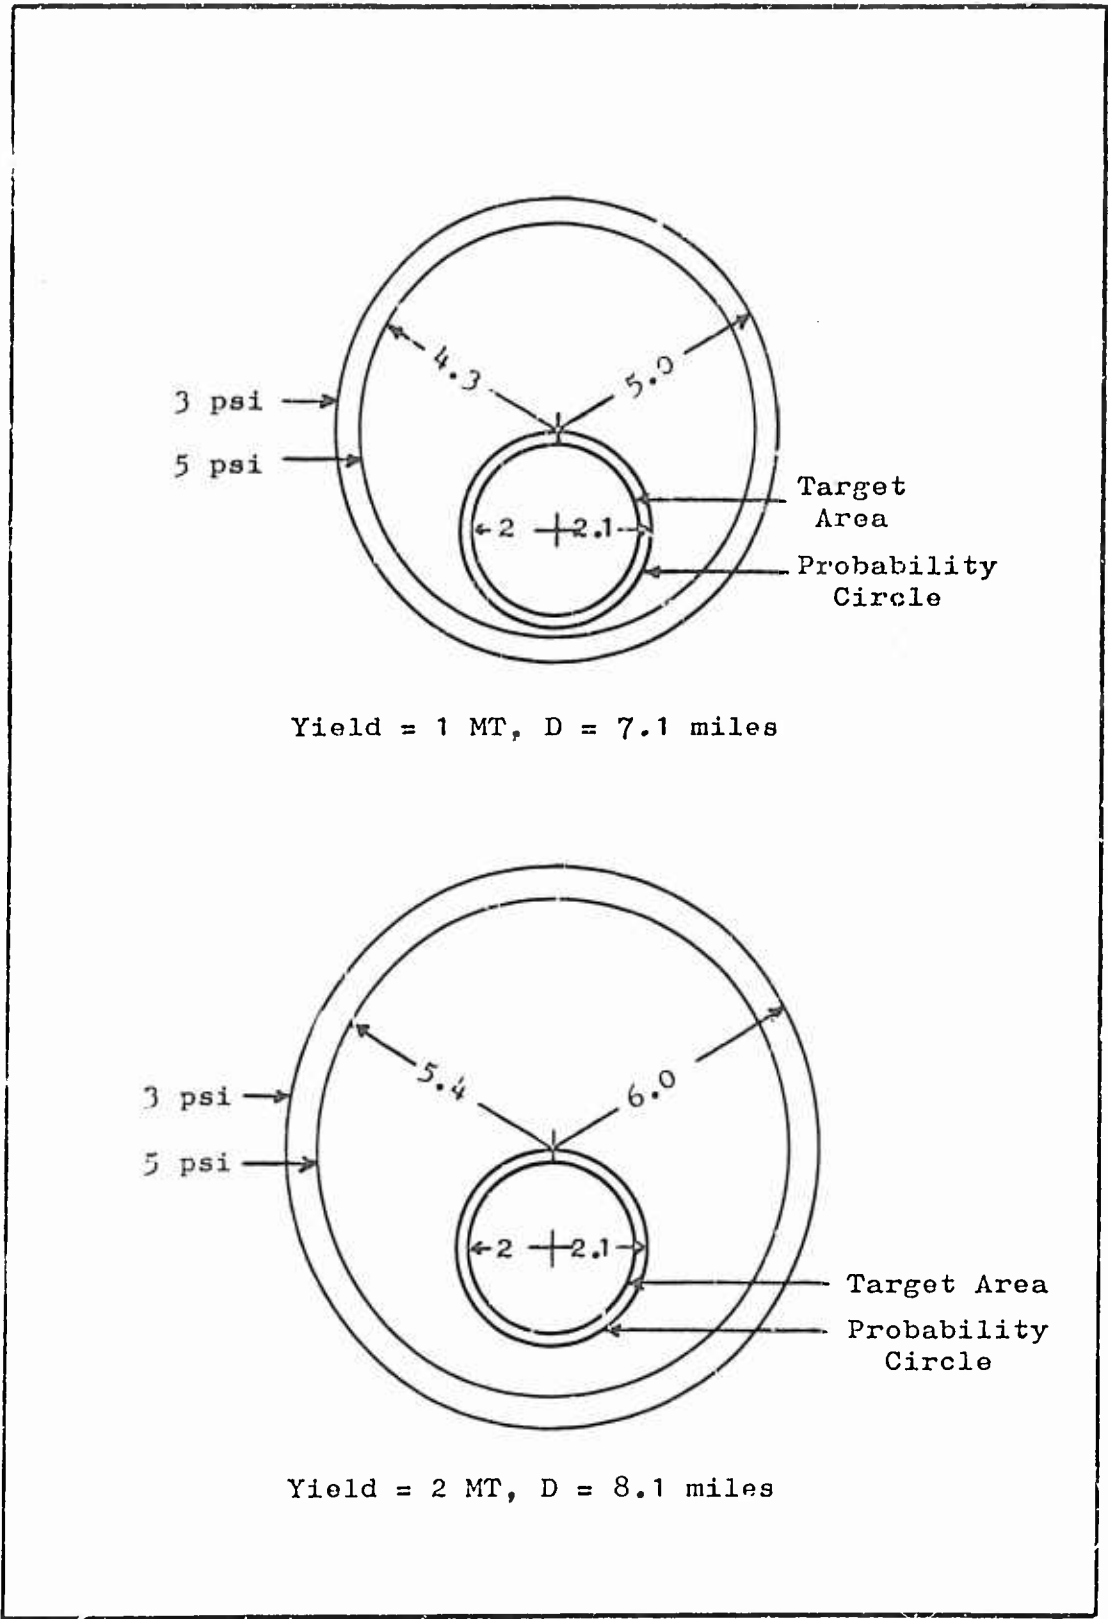 4.3
5.0
3 psi
5 psi
Target
Area
2
2.1
Probability
Circle
Yield = 1 MT, D = 7.1 miles
5.4
6.0
3 psi
5 psi
2
2.1
Target Area
Probability
Circle
Yield = 2 MT, D = 8.1 miles